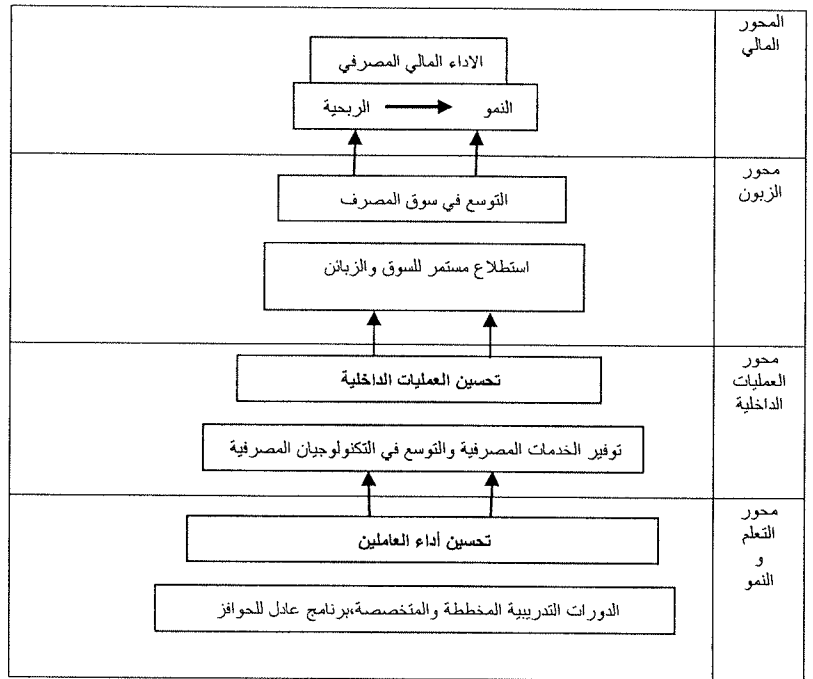 المحور
المالي
الاداء المالي المصرفي
النمو
الربحية
محور
الزبون
التوسع في سوق المصرف
استطلاع مستمر للسوق والزبائن
محور
العمليات
الداخلية
تحسين العمليات الداخلية
توفير الخدمات المصرفية والتوسع في التكنولوجيان المصرفية
محور
التعلم
و
النمو
تحسين أداء العاملين
الدورات التدريبية المخططة والمتخصصة،برنامج عادل للحوافز